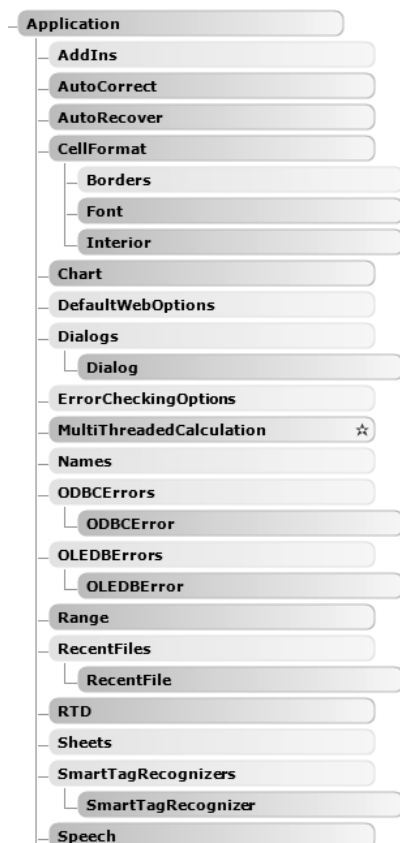 Application
AddIns
AutoCorrect
AutoRecover
CellFormat
Borders
Font
Interior
Chart
DefaultWebOptions
Dialogs
Dialog
ErrorCheckingOptions
MultiThreadedCalculation
Names
ODBCErrors
ODBCError
OLEDBErrors
OLEDBError
Range
RecentFiles
RecentFile
RTD
Sheets
SmartTagRecognizers
SmartTagRecognizer
Speech